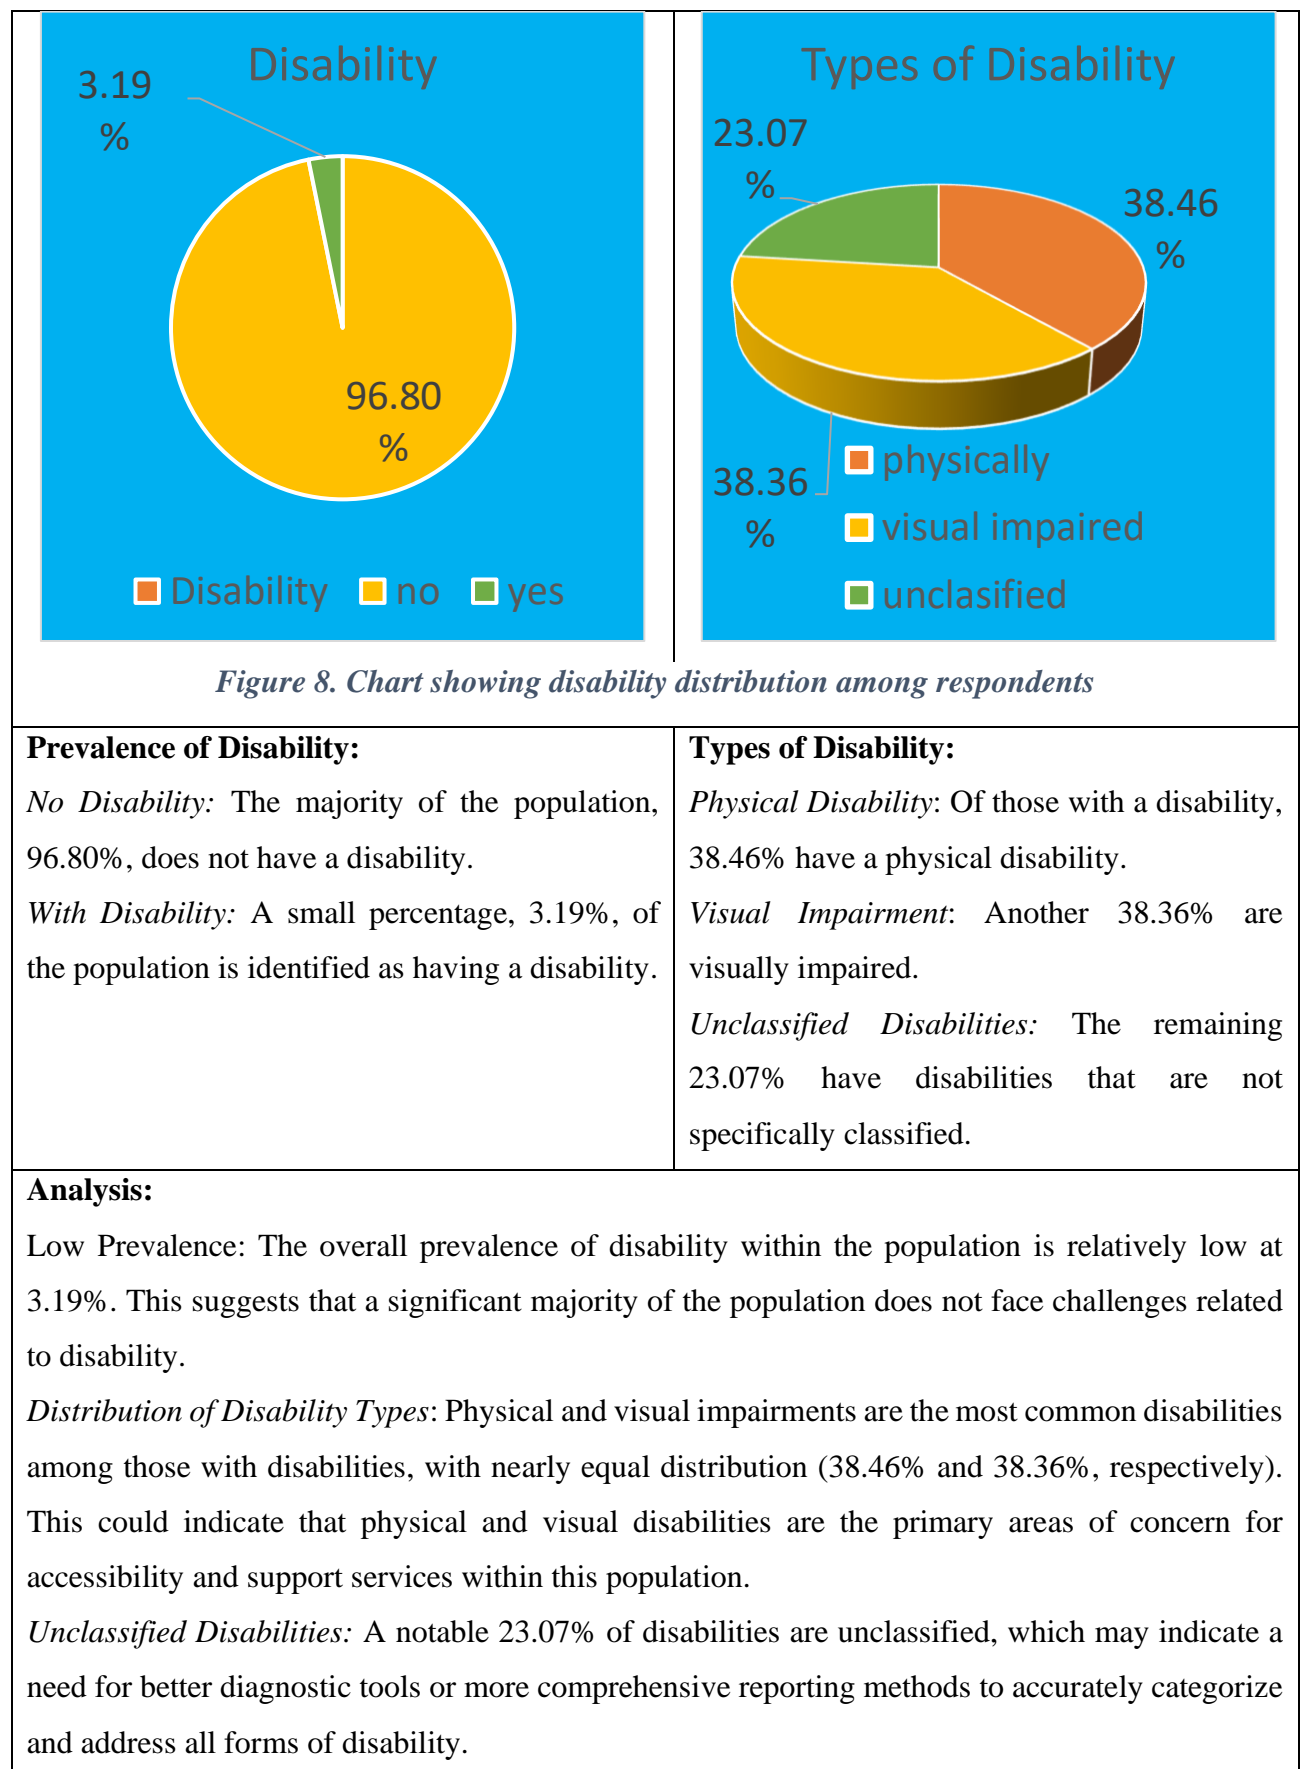 Disability
3.19
%
96.80
%
Disability no yes
Types of Disability
23.07
%
38.46
%
38.36
%
physically
visual impaired
unclasified
Figure 8. Chart showing disability distribution among respondents
Prevalence of Disability:
No Disability: The majority of the population,
96.80%, does not have a disability.
With Disability: A small percentage, 3.19%, of
the population is identified as having a disability.
Types of Disability:
Physical Disability: Of those with a disability,
38.46% have a physical disability.
Visual Impairment: Another 38.36% are
visually impaired.
Unclassified Disabilities: The remaining
23.07% have disabilities that are not
specifically classified.
Analysis:
Low Prevalence: The overall prevalence of disability within the population is relatively low at
3.19%. This suggests that a significant majority of the population does not face challenges related
to disability.
Distribution of Disability Types: Physical and visual impairments are the most common disabilities
among those with disabilities, with nearly equal distribution (38.46% and 38.36%, respectively).
This could indicate that physical and visual disabilities are the primary areas of concern for
accessibility and support services within this population.
Unclassified Disabilities: A notable 23.07% of disabilities are unclassified, which may indicate a
need for better diagnostic tools or more comprehensive reporting methods to accurately categorize
and address all forms of disability.